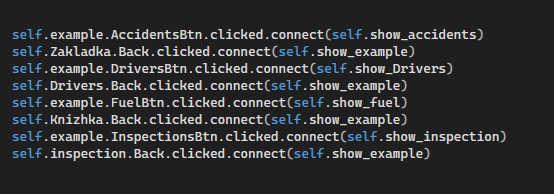 self.example.AccidentsBtn.clicked.connect(self.show_accidents)
self.Zakladka.Back.clicked.connect(self.show_example)
self.example.DriversBtn.clicked.connect(self.show_Drivers)
self.Drivers.Back.clicked.connect(self.show_example)
self.example.FuelBtn.clicked.connect(self.show_fuel)
self.Knizhka.Back.clicked.connect(self.show_example)
self.example.InspectionsBtn.clicked.connect(self.show_inspection)
self.inspection.Back.clicked.connect(self.show_example)